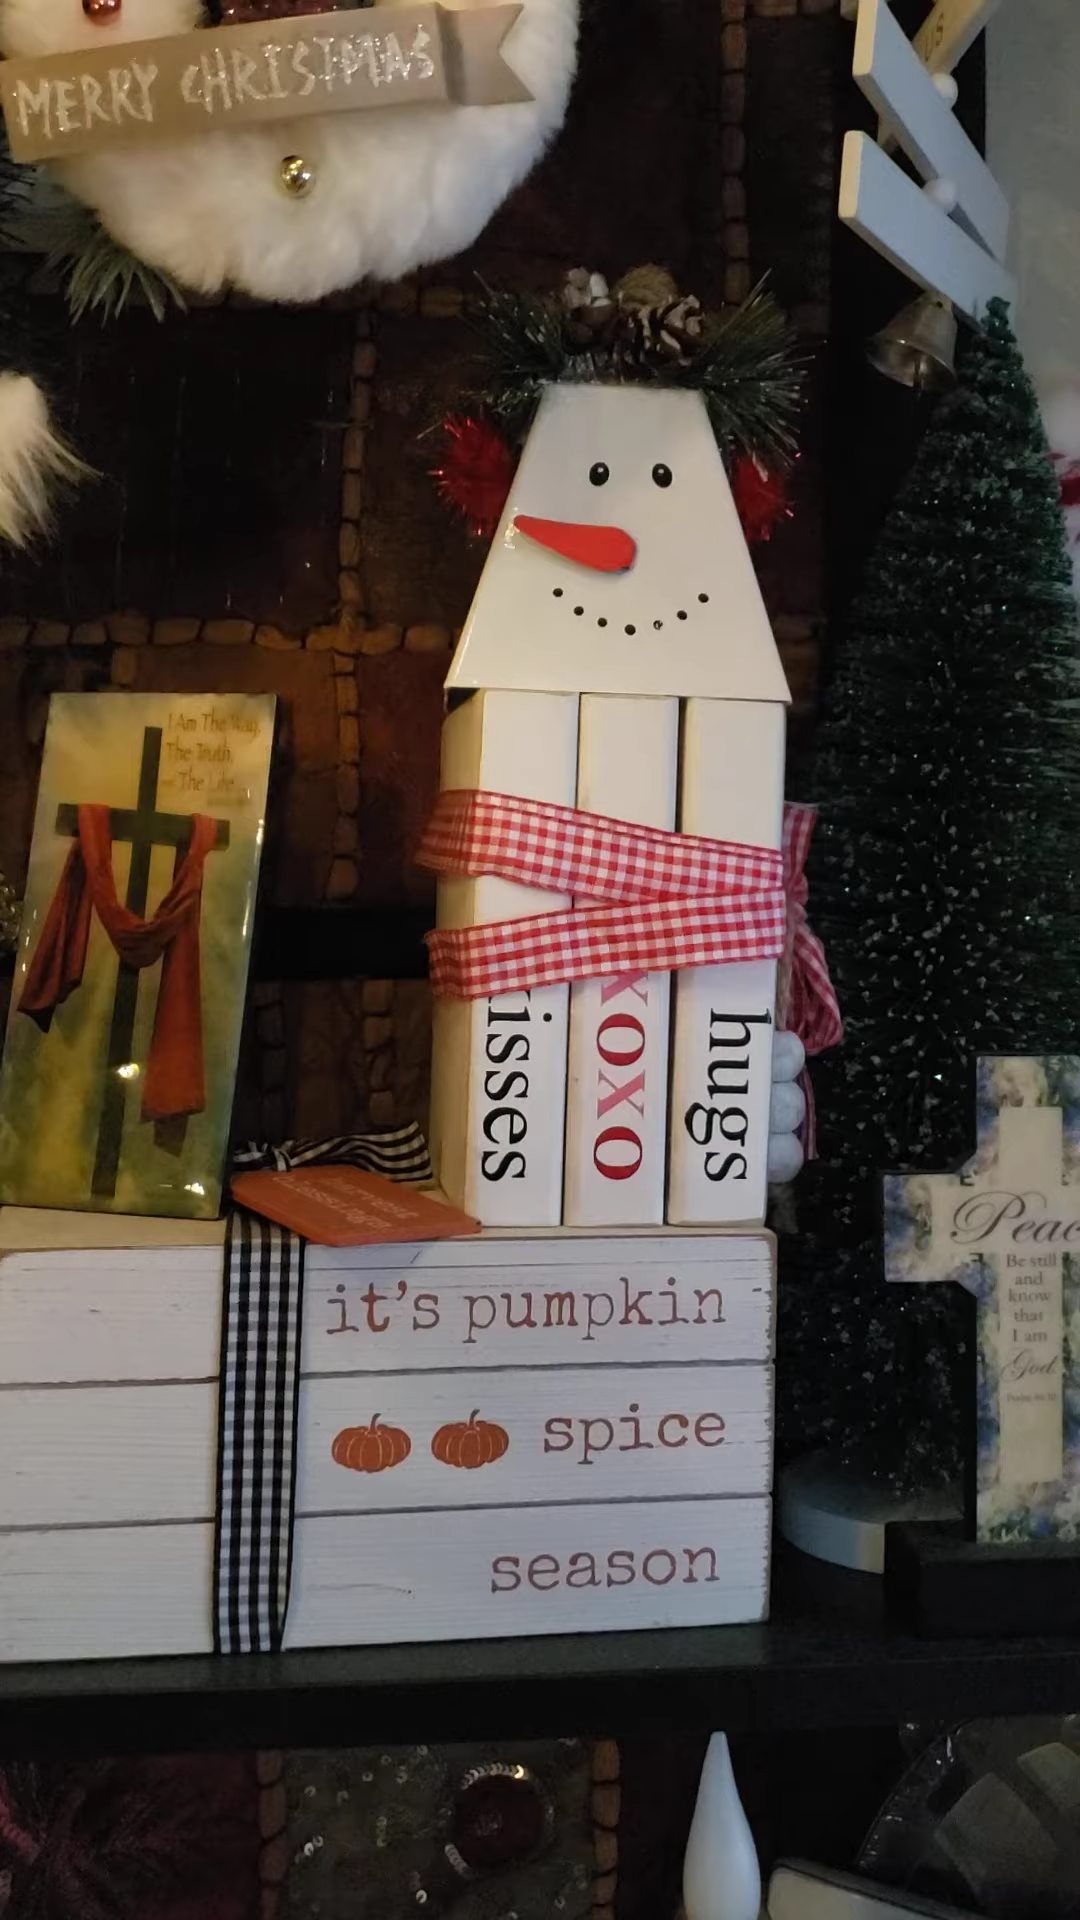 MERRY CHRISTMAS
US
I Am The Way,
The Truth,
The Life
isses
XOXO
hugs
it's pumpkin
spice
season
Peac
Be still
and
know
that
I am
God